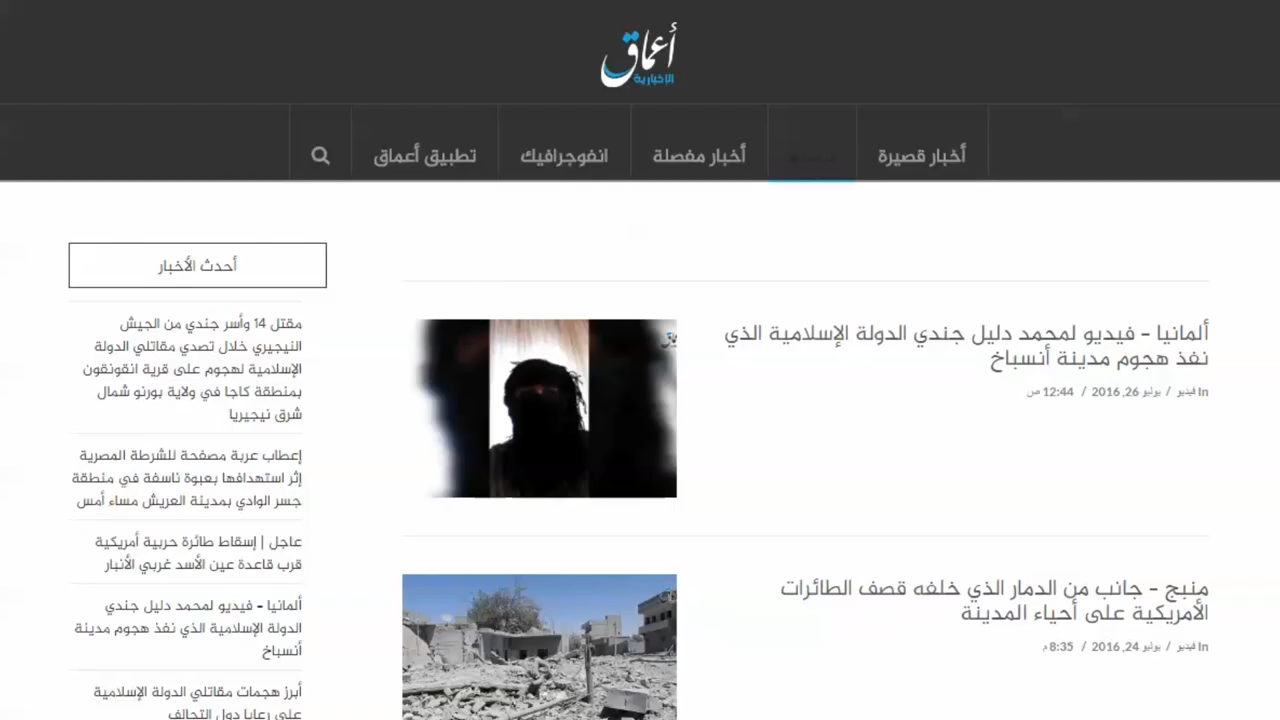 أعماق
الإخبارية
أخبار قصيرة
أخبار مفصلة
انفوجرافيك
تطبيق أعماق
ألمانيا - فيديو لمحمد دليل جندي الدولة الإسلامية الذي
نفذ هجوم مدينة أنسباخ
In فيديو / يوليو 26, 2016 / 12:44 ص
منبج - جانب من الدمار الذي خلفه قصف الطائرات
الأمريكية على أحياء المدينة
In فيديو / يوليو 24, 2016 / 8:35 م
أحدث الأخبار
مقتل 14 وأسر جندي من الجيش
النيجيري خلال تصدي مقاتلي الدولة
الإسلامية لهجوم على قرية انقونقون
بمنطقة كاجا في ولاية بورنو شمال
شرق نيجيريا
إعطاب عربة مصفحة للشرطة المصرية
إثر استهدافها بعبوة ناسفة في منطقة
جسر الوادي بمدينة العريش مساء أمس
عاجل | إسقاط طائرة حربية أمريكية
قرب قاعدة عين الأسد غربي الأنبار
ألمانيا - فيديو لمحمد دليل جندي
الدولة الإسلامية الذي نفذ هجوم مدينة
أنسباخ
أبرز هجمات مقاتلي الدولة الإسلامية
على رعايا دول التحالف